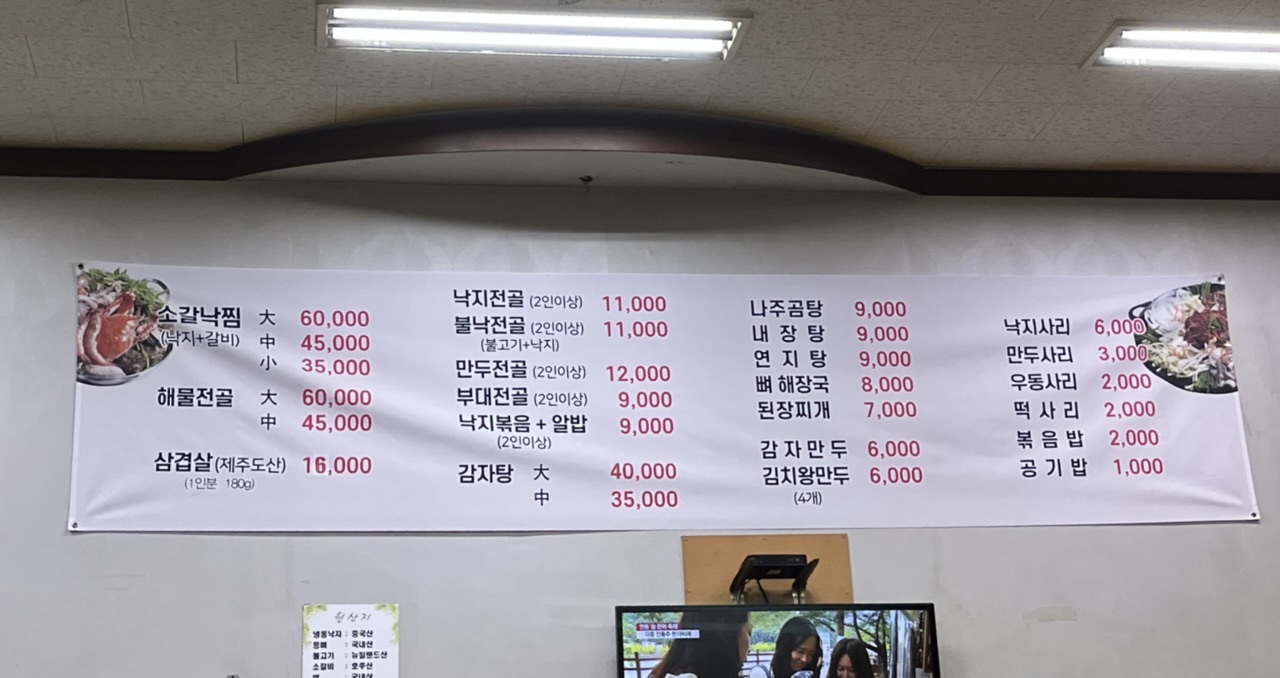 소갈낙찜 大 60,000
(낙지+갈비) 中 45,000
小 35,000
해물전골 大 60,000
中 45,000
삼겹살(제주도산) 16,000
(1인분 180g)
낙지전골 (2인이상) 11,000
불낙전골 (2인이상) 11,000
(불고기+낙지)
만두전골 (2인이상) 12,000
부대전골 (2인이상) 9,000
낙지볶음 + 알밥 9,000
(2인이상)
감자탕 大 40,000
中 35,000
나주곰탕 9,000
내 장 탕 9,000
연 지 탕 9,000
뼈 해장국 8,000
된장찌개 7,000
감 자 만 두 6,000
김치왕만두 6,000
(4개)
낙지사리 6,000
만두사리 3,000
우동사리 2,000
떡 사 리 2,000
볶 음 밥 2,000
공 기 밥 1,000
원산지
냉동낙지 : 중국산
등뼈 : 국내산
불고기 : 뉴질랜드산
소갈비 : 호주산
국내산